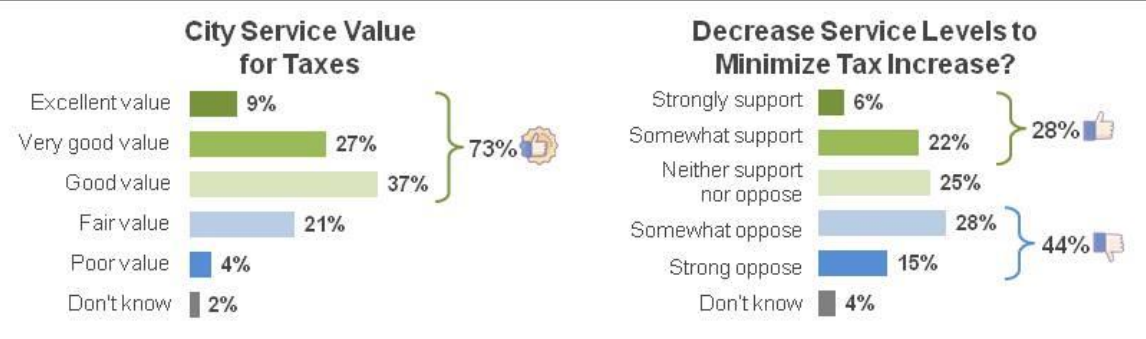 City Service Value
for Taxes
Excellent value 9%
Very good value 27%
Good value 37%
73%
Fair value 21%
Poor value 4%
Don't know 2%
Decrease Service Levels to
Minimize Tax Increase?
Strongly support 6%
Somewhat support 22%
28%
Neither support
nor oppose 25%
Somewhat oppose 28%
Strong oppose 15%
44%
Don't know 4%